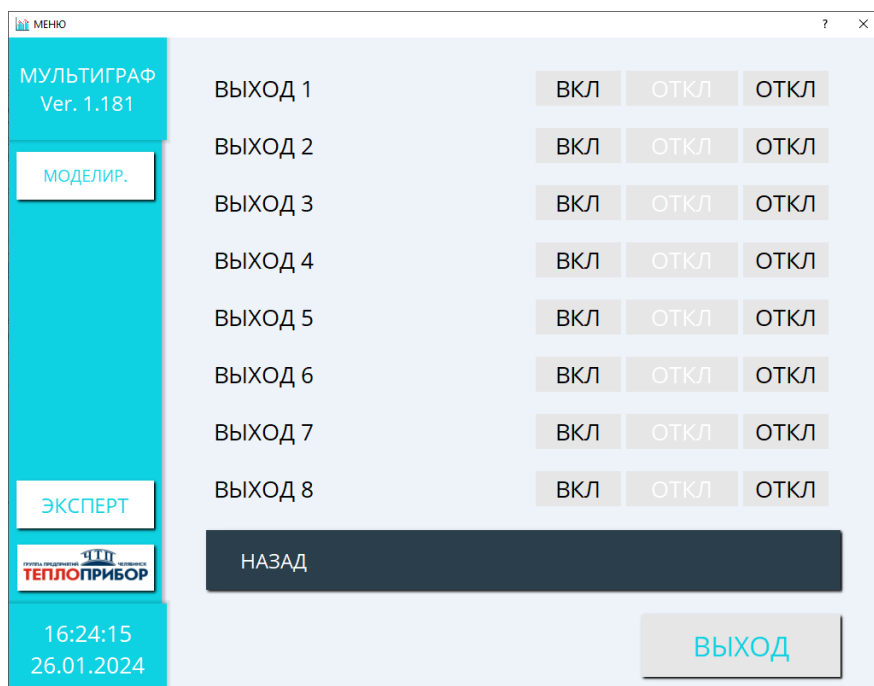 МЕНЮ ?
МУЛЬТИГРАФ
Ver. 1.181
МОДЕЛИР.
ЭКСПЕРТ
ГРУППА ПРЕДПРИЯТИЙ ЧТП ЧЕЛЯБИНСК
ТЕПЛОПРИБОР
16:24:15
26.01.2024
ВЫХОД 1 ВКЛ ОТКЛ ОТКЛ
ВЫХОД 2 ВКЛ ОТКЛ ОТКЛ
ВЫХОД 3 ВКЛ ОТКЛ ОТКЛ
ВЫХОД 4 ВКЛ ОТКЛ ОТКЛ
ВЫХОД 5 ВКЛ ОТКЛ ОТКЛ
ВЫХОД 6 ВКЛ ОТКЛ ОТКЛ
ВЫХОД 7 ВКЛ ОТКЛ ОТКЛ
ВЫХОД 8 ВКЛ ОТКЛ ОТКЛ
НАЗАД
ВЫХОД